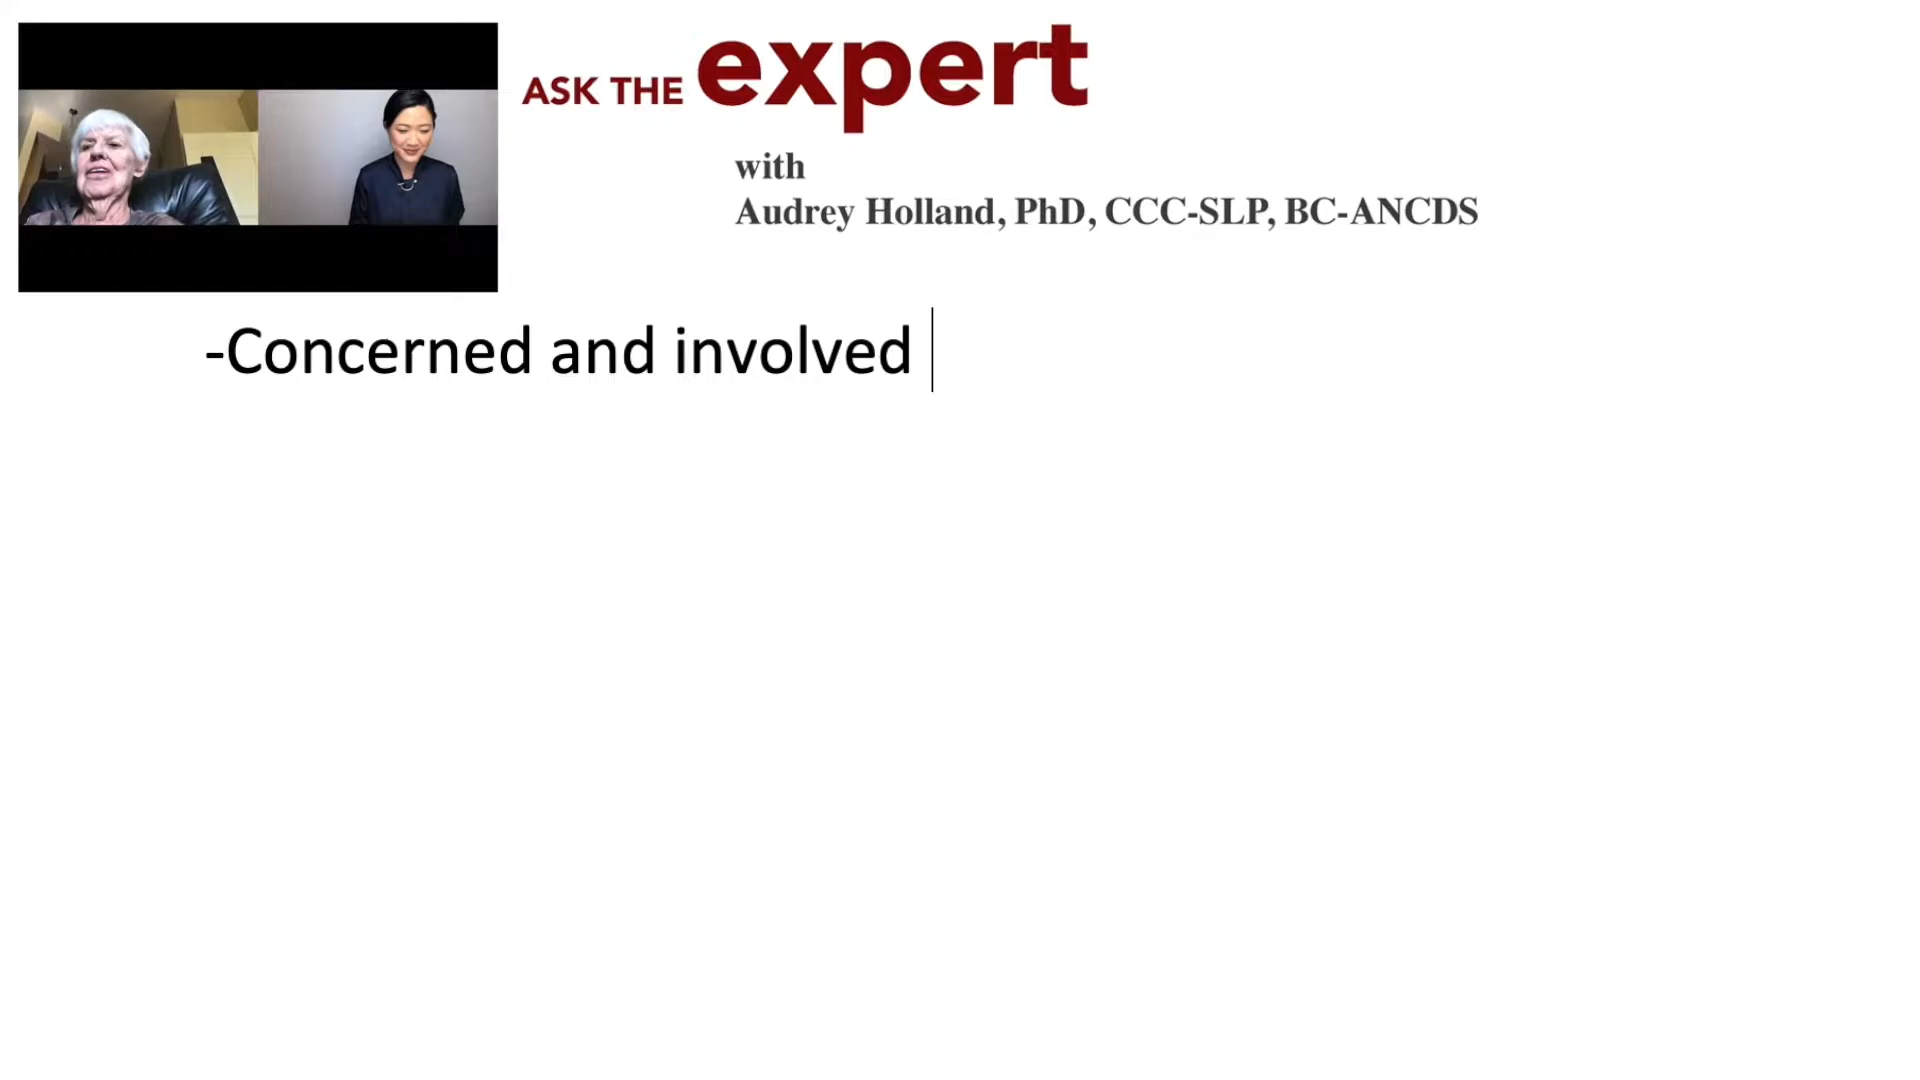 ASK THE expert
with
Audrey Holland, PhD, CCC-SLP, BC-ANCDS
-Concerned and involved